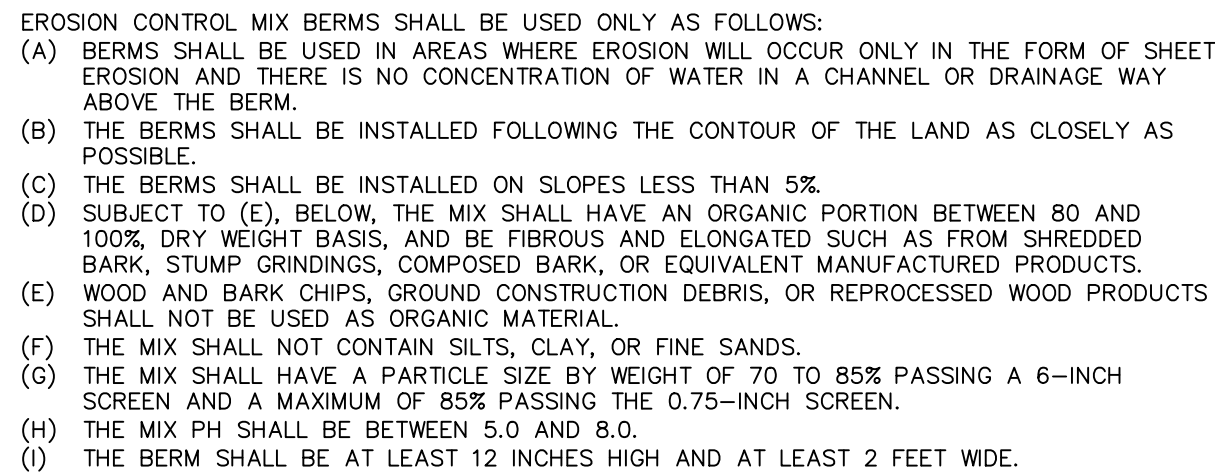 EROSION CONTROL MIX BERMS SHALL BE USED ONLY AS FOLLOWS:
(A) BERMS SHALL BE USED IN AREAS WHERE EROSION WILL OCCUR ONLY IN THE FORM OF SHEET
EROSION AND THERE IS NO CONCENTRATION OF WATER IN A CHANNEL OR DRAINAGE WAY
ABOVE THE BERM.
(B) THE BERMS SHALL BE INSTALLED FOLLOWING THE CONTOUR OF THE LAND AS CLOSELY AS
POSSIBLE.
(C) THE BERMS SHALL BE INSTALLED ON SLOPES LESS THAN 5%.
(D) SUBJECT TO (E), BELOW, THE MIX SHALL HAVE AN ORGANIC PORTION BETWEEN 80 AND
100%, DRY WEIGHT BASIS, AND BE FIBROUS AND ELONGATED SUCH AS FROM SHREDDED
BARK, STUMP GRINDINGS, COMPOSED BARK, OR EQUIVALENT MANUFACTURED PRODUCTS.
(E) WOOD AND BARK CHIPS, GROUND CONSTRUCTION DEBRIS, OR REPROCESSED WOOD PRODUCTS
SHALL NOT BE USED AS ORGANIC MATERIAL.
(F) THE MIX SHALL NOT CONTAIN SILTS, CLAY, OR FINE SANDS.
(G) THE MIX SHALL HAVE A PARTICLE SIZE BY WEIGHT OF 70 TO 85% PASSING A 6-INCH
SCREEN AND A MAXIMUM OF 85% PASSING THE 0.75-INCH SCREEN.
(H) THE MIX PH SHALL BE BETWEEN 5.0 AND 8.0.
(I) THE BERM SHALL BE AT LEAST 12 INCHES HIGH AND AT LEAST 2 FEET WIDE.